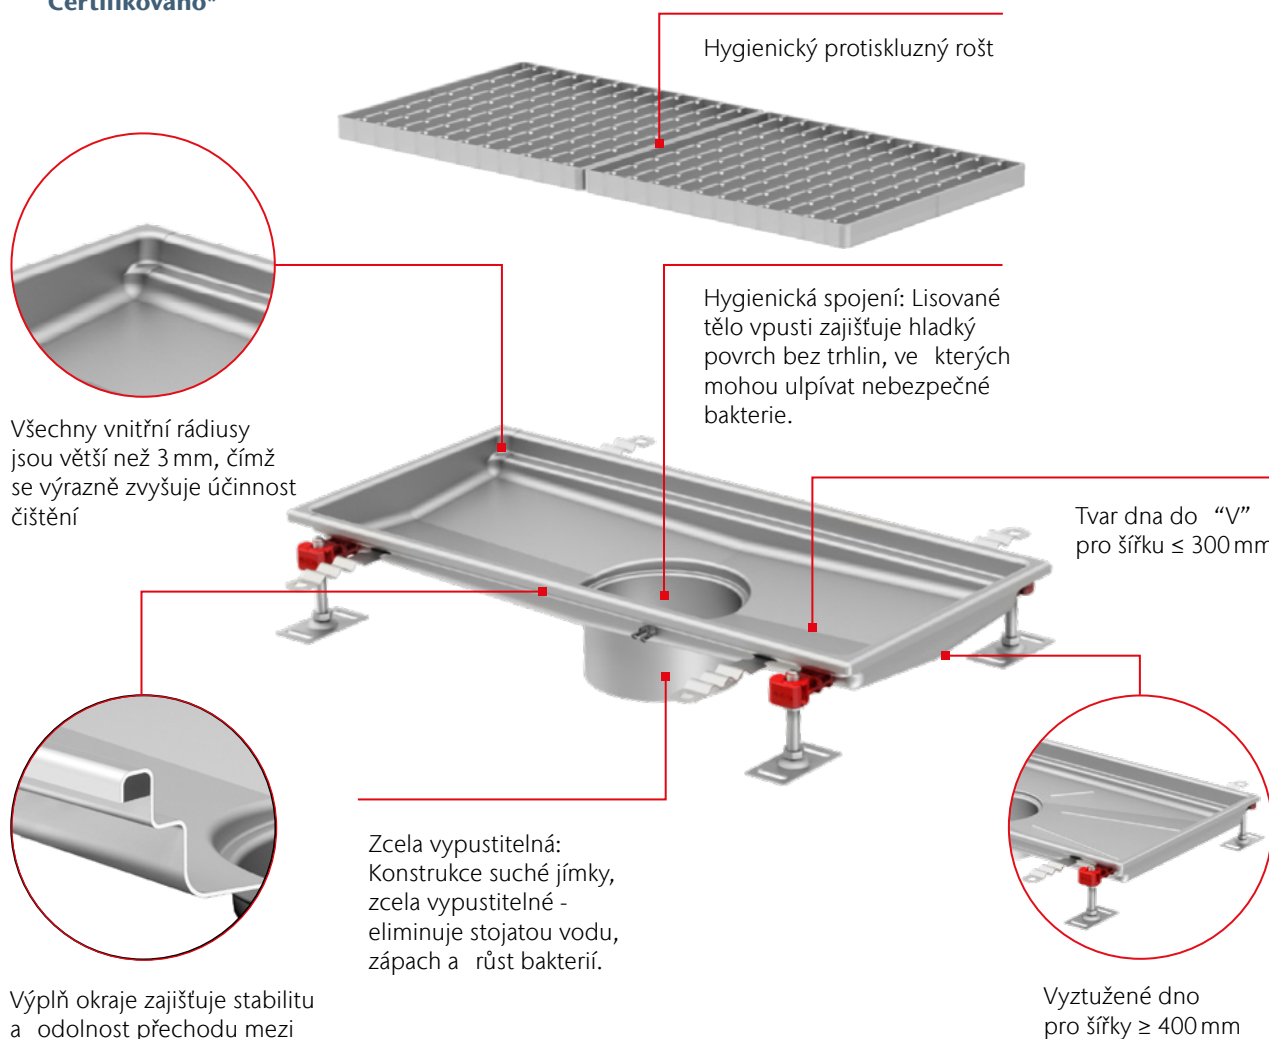 Certifikováno*
Hygienický protiskluzný rošt
Hygienická spojení: Lisované
tělo vpusti zajišťuje hladký
povrch bez trhlin, ve kterých
mohou ulpívat nebezpečné
bakterie.
Všechny vnitřní rádiusy
jsou větší než 3 mm, čímž
se výrazně zvyšuje účinnost
čištění
Tvar dna do “V”
pro šířku ≤ 300 mm
Zcela vypustitelná:
Konstrukce suché jímky,
zcela vypustitelné -
eliminuje stojatou vodu,
zápach a růst bakterií.
Výplň okraje zajišťuje stabilitu
a odolnost přechodu mezi
Vyztužené dno
pro šířky ≥ 400 mm